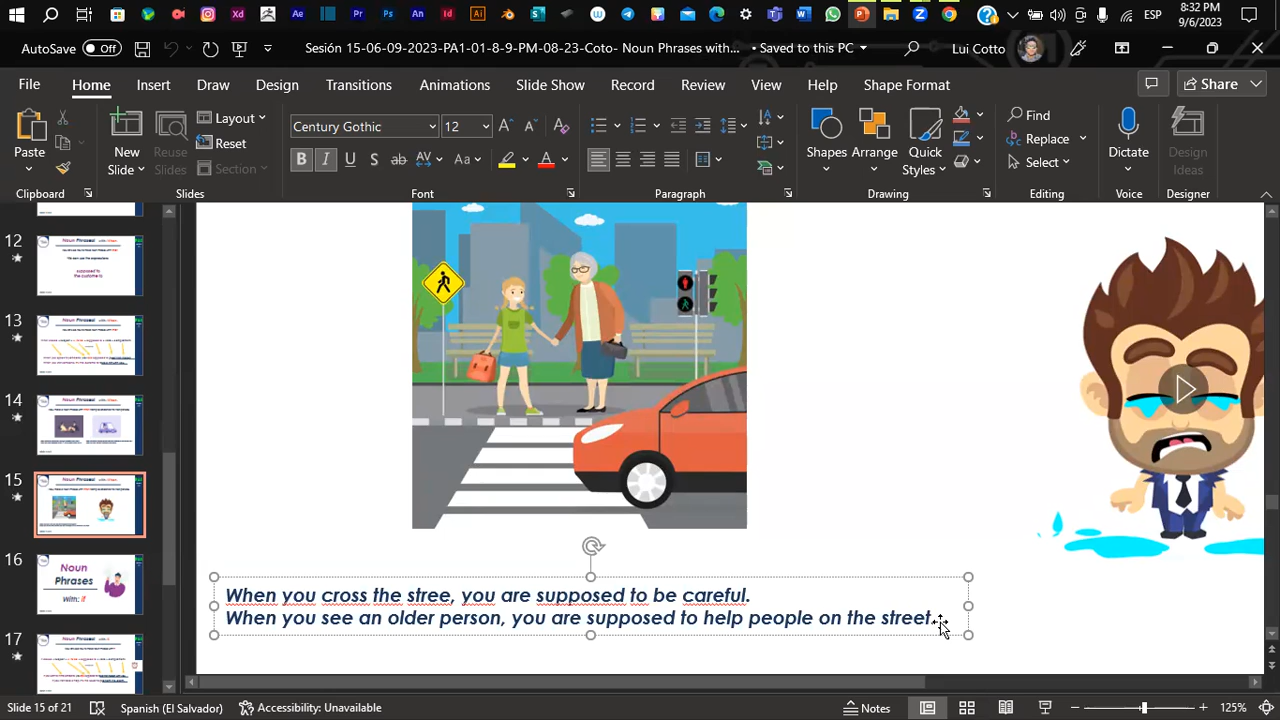 8:32 PM
ESP
9/6/2023
AutoSave
Off
Sesión 15-06-09-2023-PA1-01-8-9-PM-08-23-Coto- Noun Phrases with... • Saved to this PC
Lui Cotto
File
Home
Insert
Draw
Design
Transitions
Animations
Slide Show
Record
Review
View
Help
Shape Format
Share
Paste
New
Slide
Reuse
Slides
Layout
Reset
Section
Century Gothic
12
Shapes
Arrange
Quick
Styles
Find
Replace
Select
Dictate
Design
Ideas
Clipboard
Slides
Font
Paragraph
Drawing
Editing
Voice
Designer
12
13
14
15
16
17
Noun
Phrases
With: if
When you cross the stree, you are supposed to be careful.
When you see an older person, you are supposed to help people on the street.
Slide 15 of 21
Spanish (El Salvador)
Accessibility: Unavailable
Notes
125%